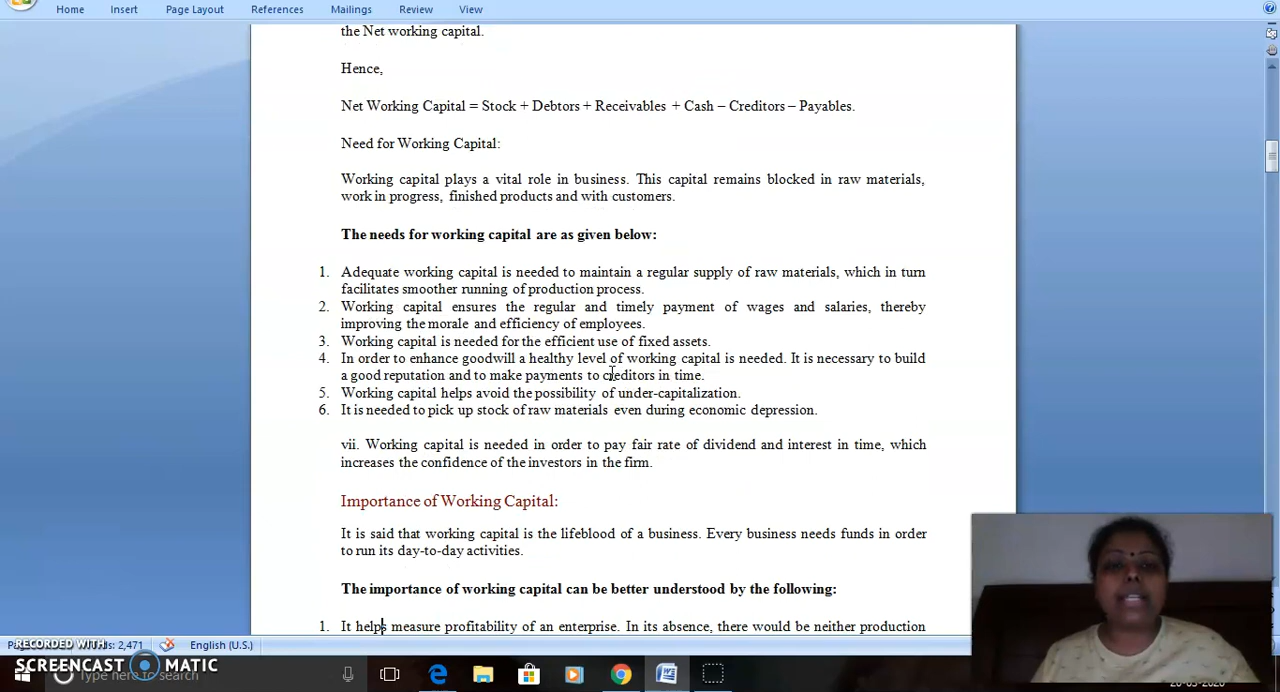 Home Insert Page Layout References Mailings Review View
the Net working capital.
Hence,
Net Working Capital = Stock + Debtors + Receivables + Cash – Creditors – Payables.
Need for Working Capital:
Working capital plays a vital role in business. This capital remains blocked in raw materials,
work in progress, finished products and with customers.
The needs for working capital are as given below:
1. Adequate working capital is needed to maintain a regular supply of raw materials, which in turn
facilitates smoother running of production process.
2. Working capital ensures the regular and timely payment of wages and salaries, thereby
improving the morale and efficiency of employees.
3. Working capital is needed for the efficient use of fixed assets.
4. In order to enhance goodwill a healthy level of working capital is needed. It is necessary to build
a good reputation and to make payments to creditors in time.
5. Working capital helps avoid the possibility of under-capitalization.
6. It is needed to pick up stock of raw materials even during economic depression.
vii. Working capital is needed in order to pay fair rate of dividend and interest in time, which
increases the confidence of the investors in the firm.
Importance of Working Capital:
It is said that working capital is the lifeblood of a business. Every business needs funds in order
to run its day-to-day activities.
The importance of working capital can be better understood by the following:
1. It helps measure profitability of an enterprise. In its absence, there would be neither production
RECORDED WITH 2,471 English (U.S.)
SCREENCAST MATIC
Type here to search